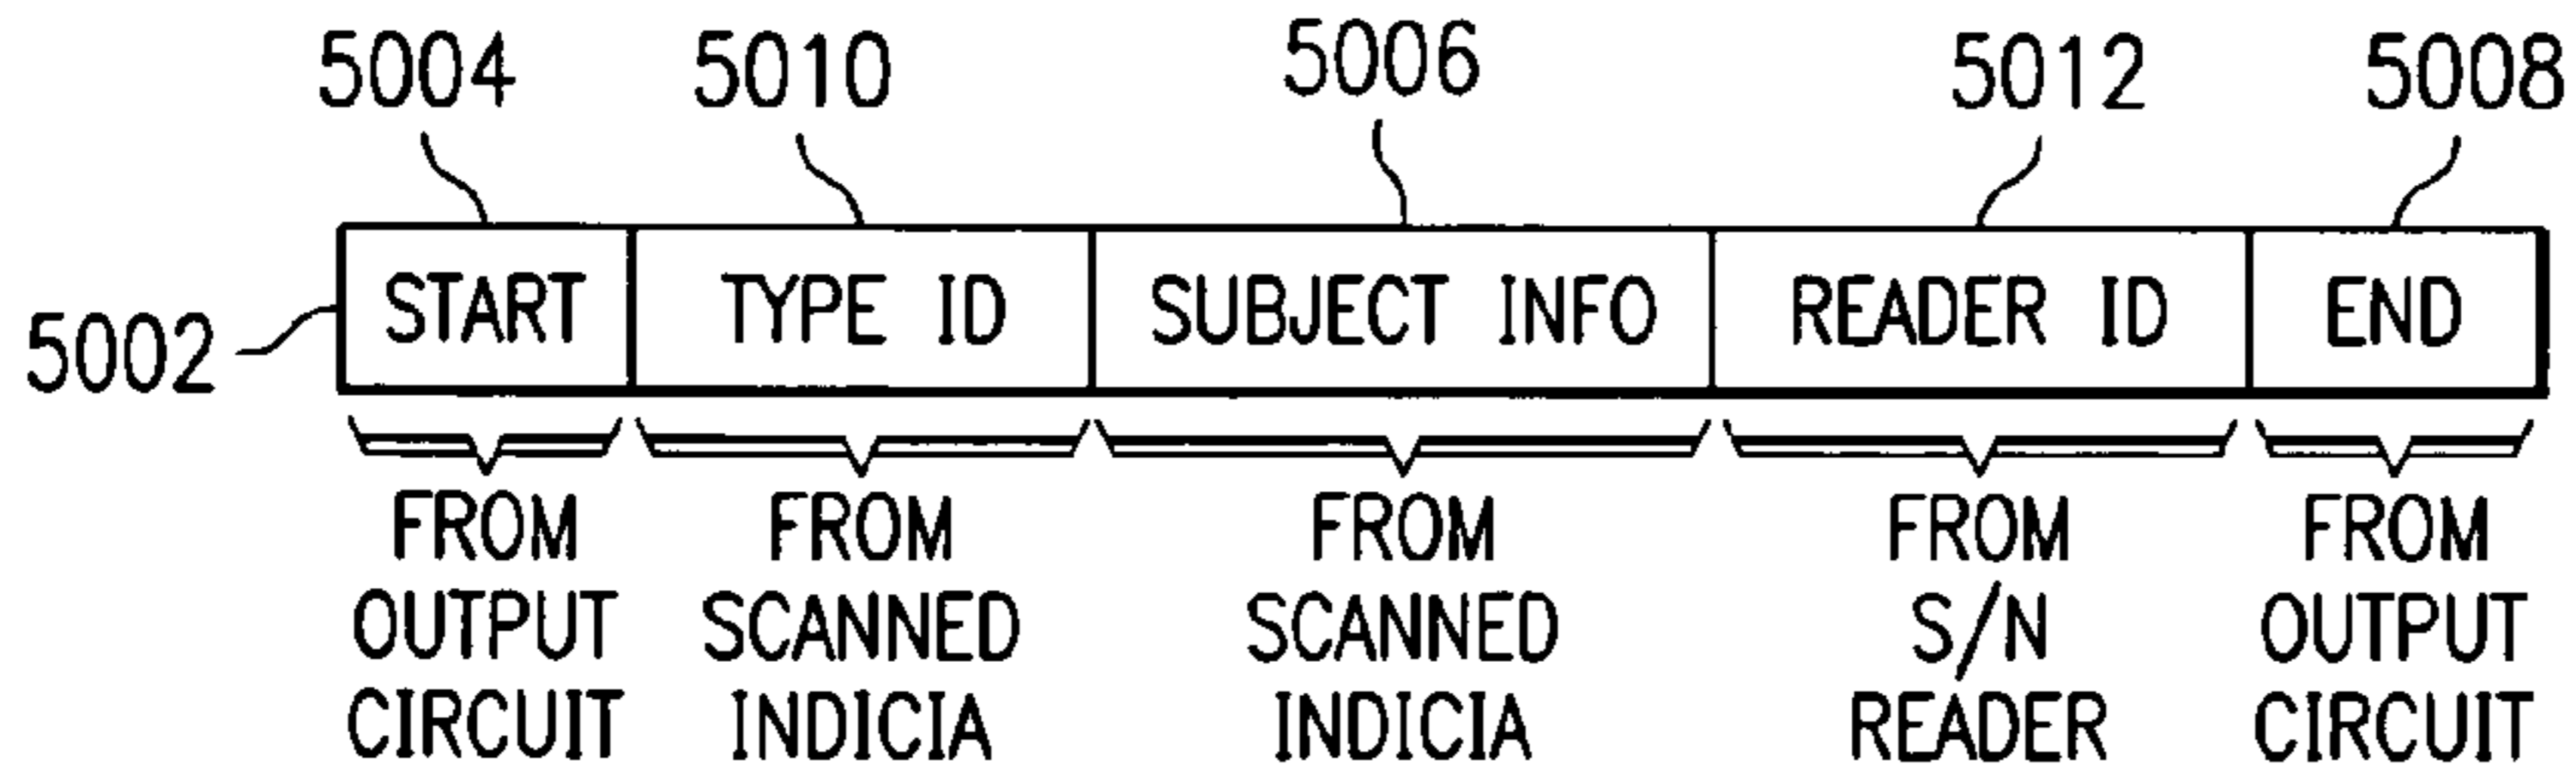 5004 5010 5006 5012 5008
START TYPE ID SUBJECT INFO READER ID END
5002
FROM FROM FROM FROM FROM
OUTPUT SCANNED SCANNED S/N OUTPUT
CIRCUIT INDICIA INDICIA READER CIRCUIT